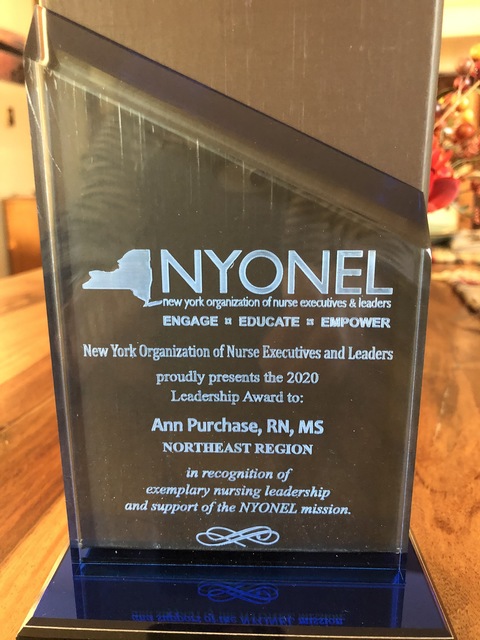 NYONEL
new york organization of nurse executives & leaders
ENGAGE ¤ EDUCATE ¤ EMPOWER
New York Organization of Nurse Executives and Leaders
proudly presents the 2020
Leadership Award to:
Ann Purchase, RN, MS
NORTHEAST REGION
in recognition of
exemplary nursing leadership
and support of the NYONEL mission.